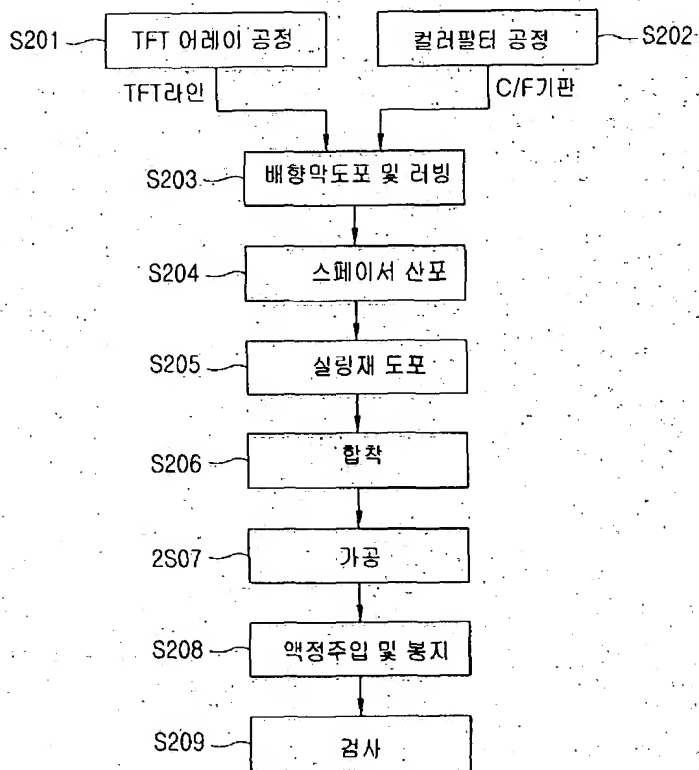 S201 TFT 어레이 공정
컬러필터 공정 S202
TFT라인
C/F기판
S203 배향막도포 및 러빙
S204 스페이서 산포
S205 실링재 도포
S206 합착
2S07 가공
S208 액정주입 및 봉지
S209 검사